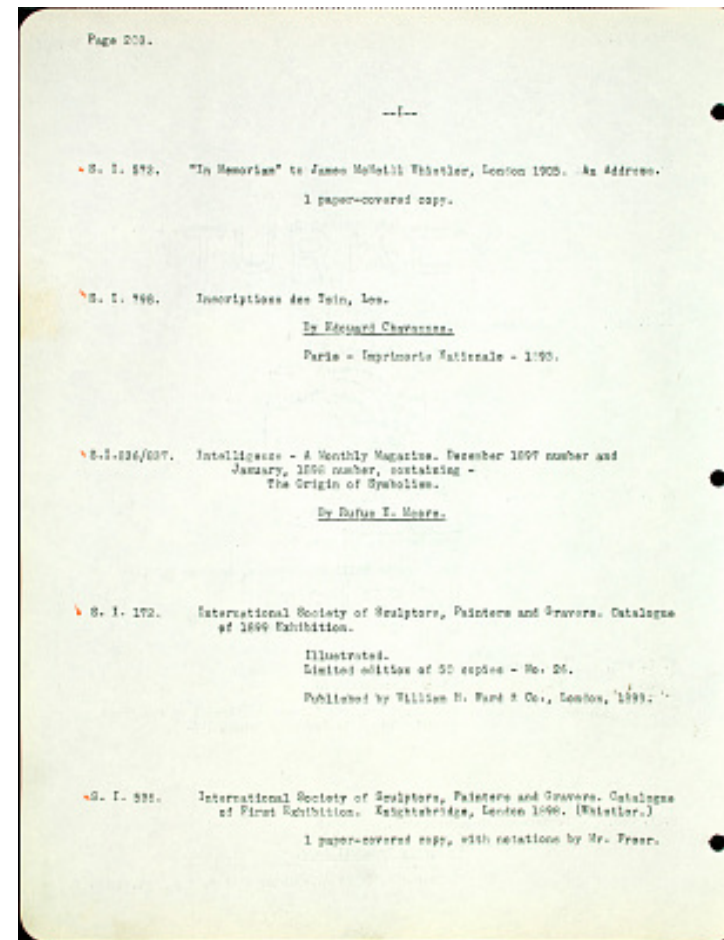 Page 203.
--I--
S. I. 572. "In Memoriam" to James McNeill Whistler, London 1905. An Address.
1 paper-covered copy.
S. I. 798. Inscriptions des Tsin, Les.
By Edouard Chavannes.
Paris - Imprimerie Nationale - 1893.
S.I.836/837. Intelligence - A Monthly Magazine. December 1897 number and
January, 1898 number, containing -
The Origin of Symbolism.
By Rufus E. Moore.
S. I. 172. International Society of Sculptors, Painters and Gravers. Catalogue
of 1899 Exhibition.
Illustrated.
Limited edition of 50 copies - No. 26.
Published by William H. Ward & Co., London, 1899.
S. I. International Society of Sculptors, Painters and Gravers. Catalogue
of First Exhibition. Knightsbridge, London 1898. (Whistler.)
1 paper-covered copy, with notations by Mr. Freer.